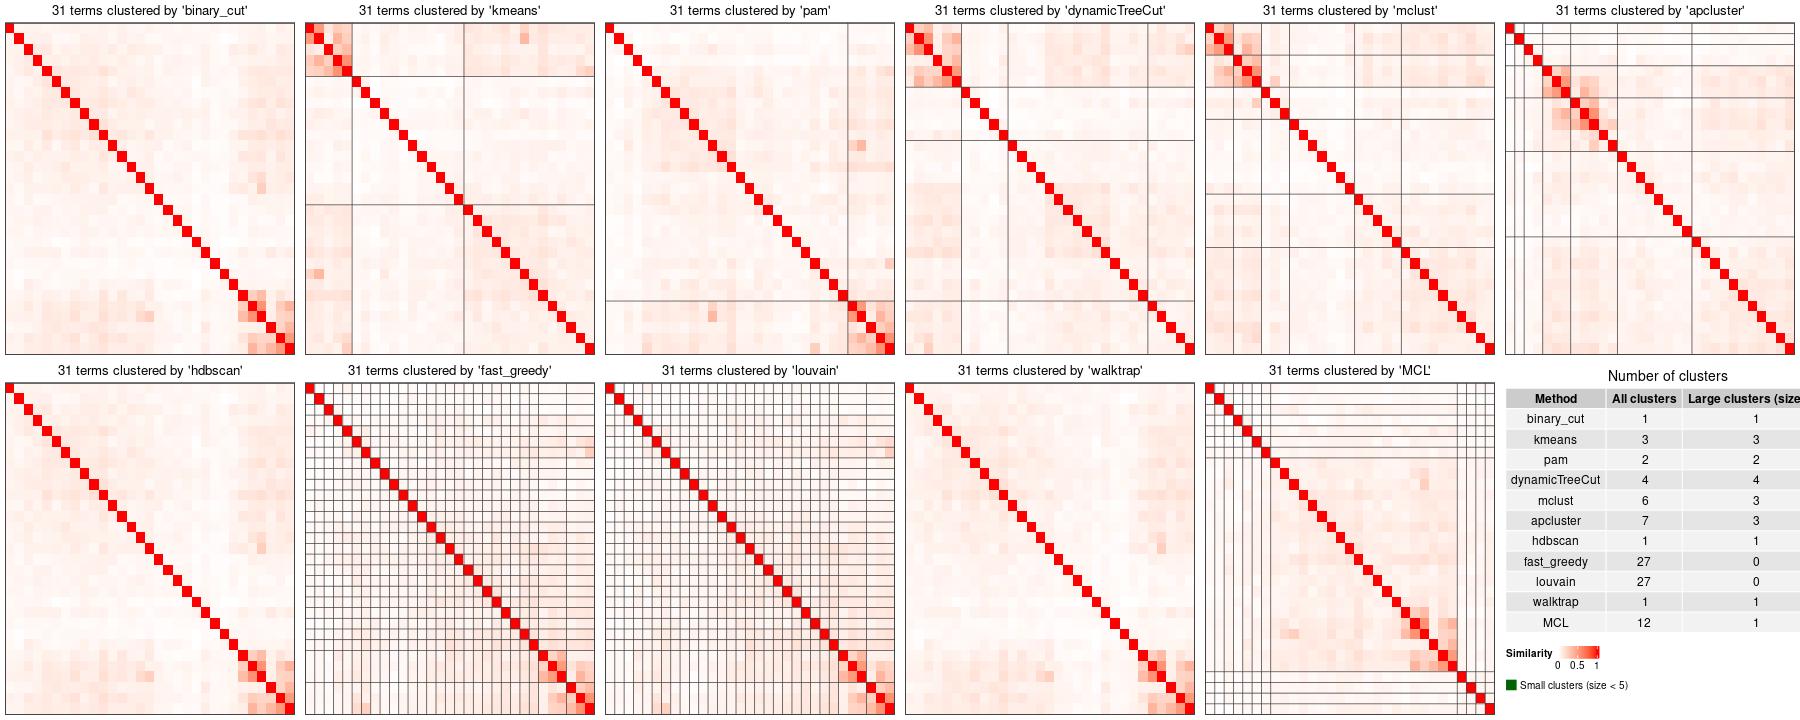 31 terms clustered by 'binary_cut'
31 terms clustered by 'kmeans'
31 terms clustered by 'pam'
31 terms clustered by 'dynamicTreeCut'
31 terms clustered by 'mclust'
31 terms clustered by 'apcluster'
31 terms clustered by 'hdbscan'
31 terms clustered by 'fast_greedy'
31 terms clustered by 'louvain'
31 terms clustered by 'walktrap'
31 terms clustered by 'MCL'
Number of clusters
Method All clusters Large clusters (size
binary_cut 1 1
kmeans 3 3
pam 2 2
dynamicTreeCut 4 4
mclust 6 3
apcluster 7 3
hdbscan 1 1
fast_greedy 27 0
louvain 27 0
walktrap 1 1
MCL 12 1
Similarity
0 0.5 1
Small clusters (size < 5)